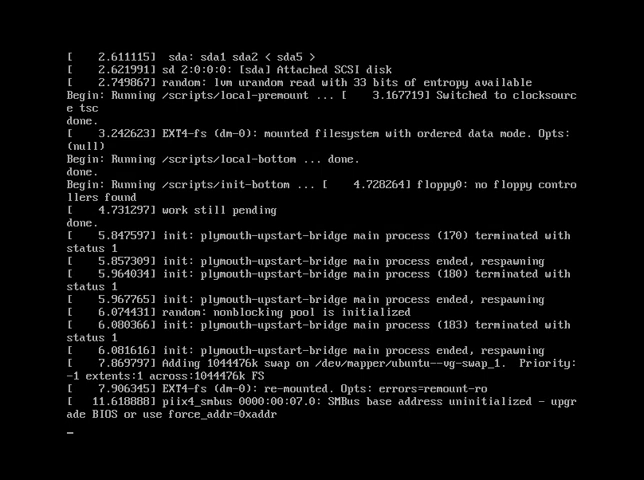 [    2.611115]  sda: sda1 sda2 < sda5 >
[    2.621991] sd 2:0:0:0: [sda] Attached SCSI disk
[    2.749867] random: lvm urandom read with 33 bits of entropy available
Begin: Running /scripts/local-premount ... [    3.167719] Switched to clocksourc
e tsc
done.
[    3.242623] EXT4-fs (dm-0): mounted filesystem with ordered data mode. Opts:
(null)
Begin: Running /scripts/local-bottom ... done.
done.
Begin: Running /scripts/init-bottom ... [    4.728264] floppy0: no floppy contro
llers found
[    4.731297] work still pending
done.
[    5.847597] init: plymouth-upstart-bridge main process (170) terminated with
status 1
[    5.857309] init: plymouth-upstart-bridge main process ended, respawning
[    5.964034] init: plymouth-upstart-bridge main process (180) terminated with
status 1
[    5.967765] init: plymouth-upstart-bridge main process ended, respawning
[    6.074431] random: nonblocking pool is initialized
[    6.080366] init: plymouth-upstart-bridge main process (183) terminated with
status 1
[    6.081616] init: plymouth-upstart-bridge main process ended, respawning
[    7.869797] Adding 1044476k swap on /dev/mapper/ubuntu--vg-swap_1.  Priority:
-1 extents:1 across:1044476k FS
[    7.906345] EXT4-fs (dm-0): re-mounted. Opts: errors=remount-ro
[   11.618888] piix4_smbus 0000:00:07.0: SMBus base address uninitialized - upgr
ade BIOS or use force_addr=0xaddr
_